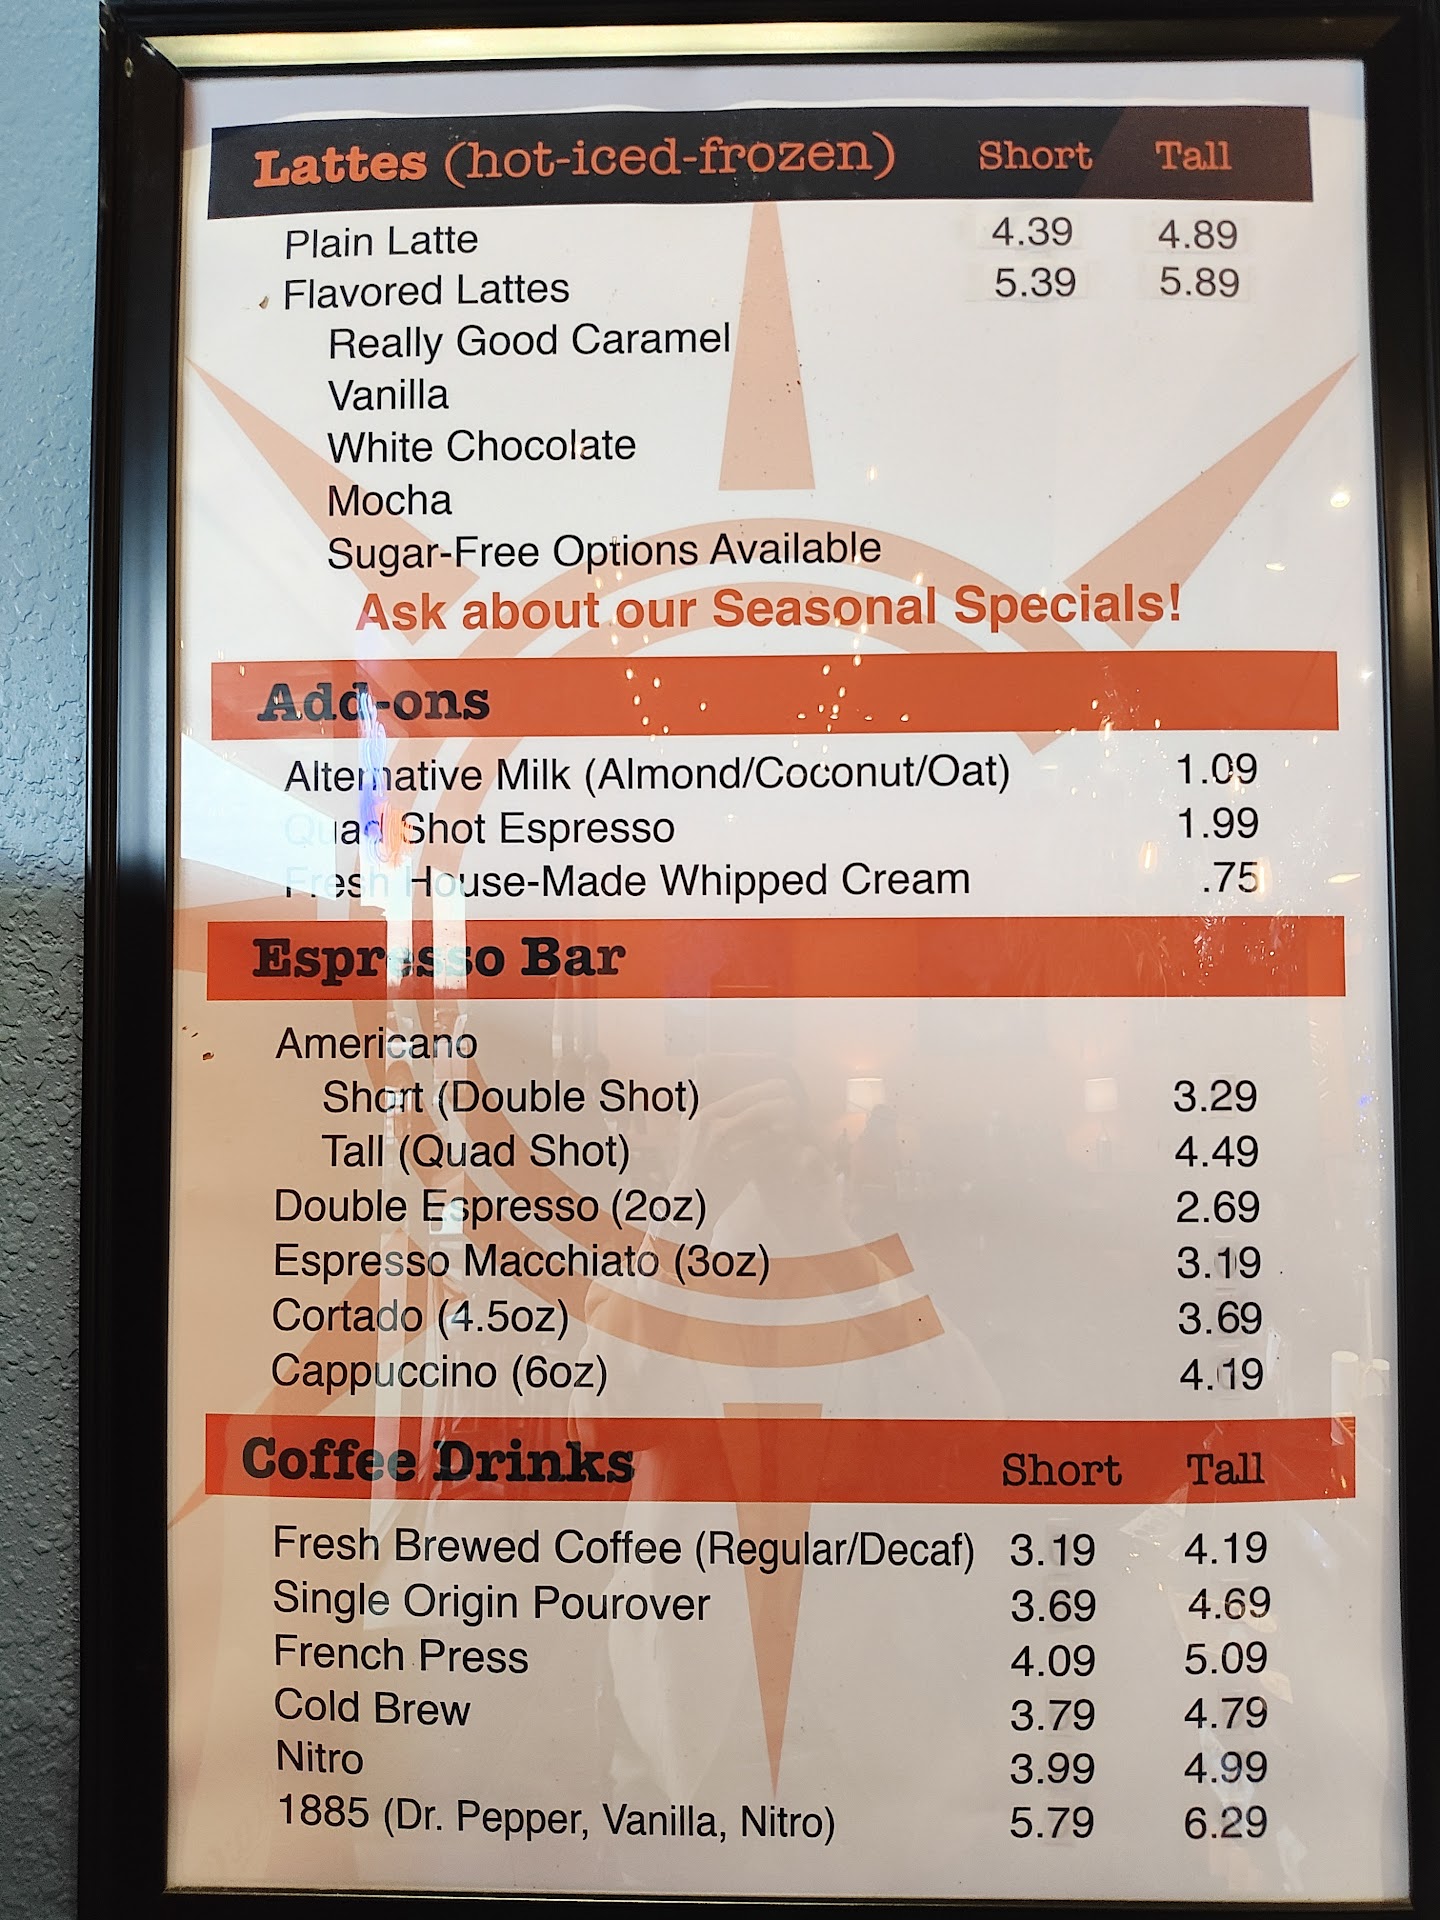 Lattes (hot-iced-frozen) Short Tall
Plain Latte 4.39 4.89
Flavored Lattes 5.39 5.89
Really Good Caramel
Vanilla
White Chocolate
Mocha
Sugar-Free Options Available
Ask about our Seasonal Specials!
Add-ons
Alternative Milk (Almond/Coconut/Oat) 1.09
Quad Shot Espresso 1.99
Fresh House-Made Whipped Cream .75
Espresso Bar
Americano
Short (Double Shot) 3.29
Tall (Quad Shot) 4.49
Double Espresso (2oz) 2.69
Espresso Macchiato (3oz) 3.19
Cortado (4.5oz) 3.69
Cappuccino (6oz) 4.19
Coffee Drinks Short Tall
Fresh Brewed Coffee (Regular/Decaf) 3.19 4.19
Single Origin Pourover 3.69 4.69
French Press 4.09 5.09
Cold Brew 3.79 4.79
Nitro 3.99 4.99
1885 (Dr. Pepper, Vanilla, Nitro) 5.79 6.29